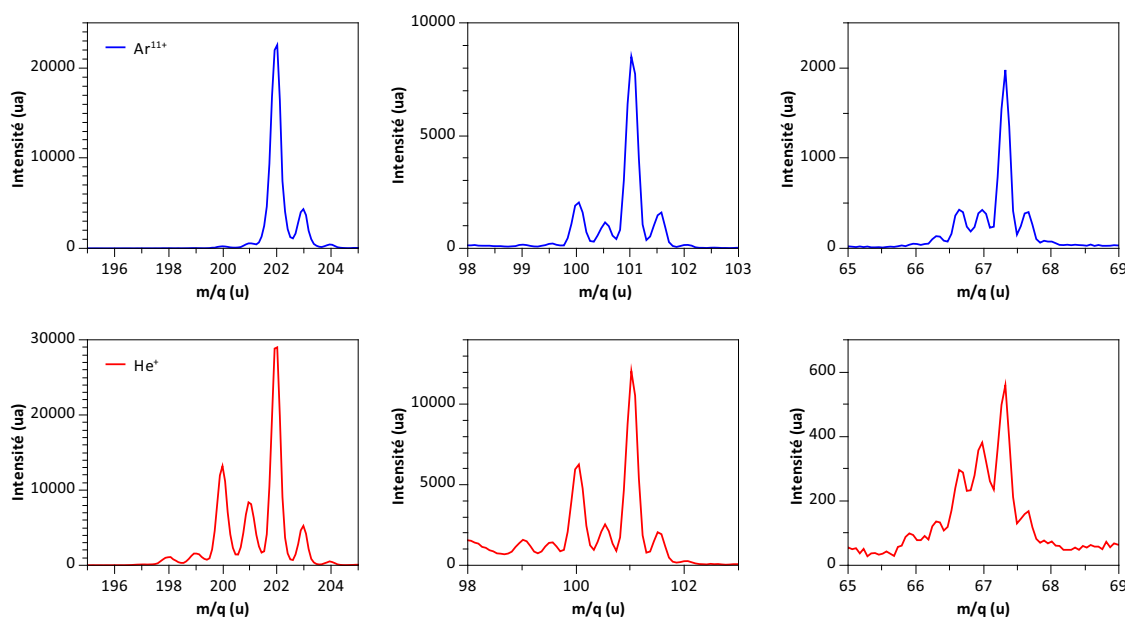 Ar11+
Intensité (ua)
20000
10000
0
196 198 200 202 204
m/q (u)
Intensité (ua)
10000
5000
0
98 99 100 101 102 103
m/q (u)
Intensité (ua)
2000
1000
0
65 66 67 68 69
m/q (u)
He+
Intensité (ua)
30000
20000
10000
0
196 198 200 202 204
m/q (u)
Intensité (ua)
10000
5000
0
98 100 102
m/q (u)
Intensité (ua)
600
400
200
0
65 66 67 68 69
m/q (u)